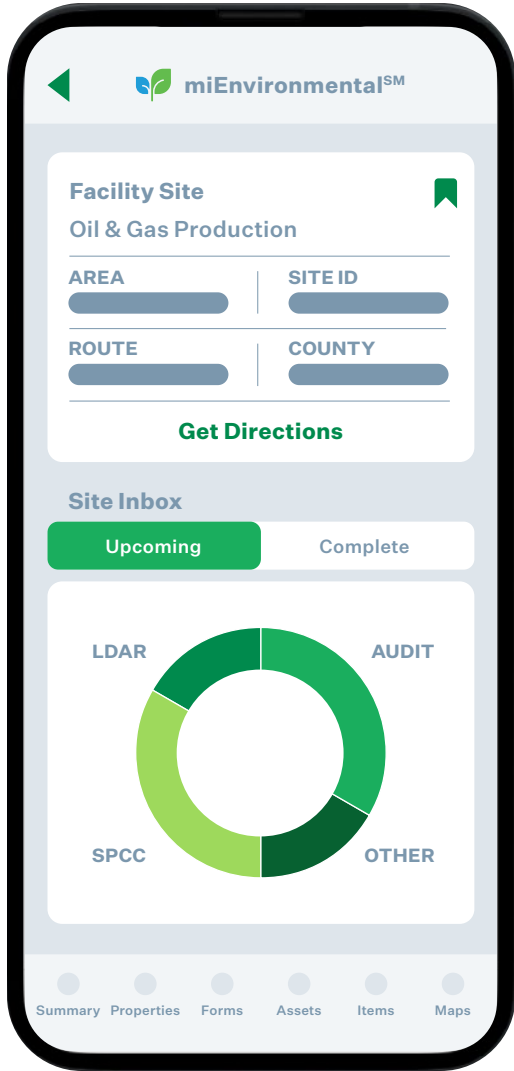 miEnvironmental℠
Facility Site
Oil & Gas Production
AREA
SITE ID
ROUTE
COUNTY
Get Directions
Site Inbox
Upcoming
Complete
LDAR
AUDIT
SPCC
OTHER
Summary
Properties
Forms
Assets
Items
Maps